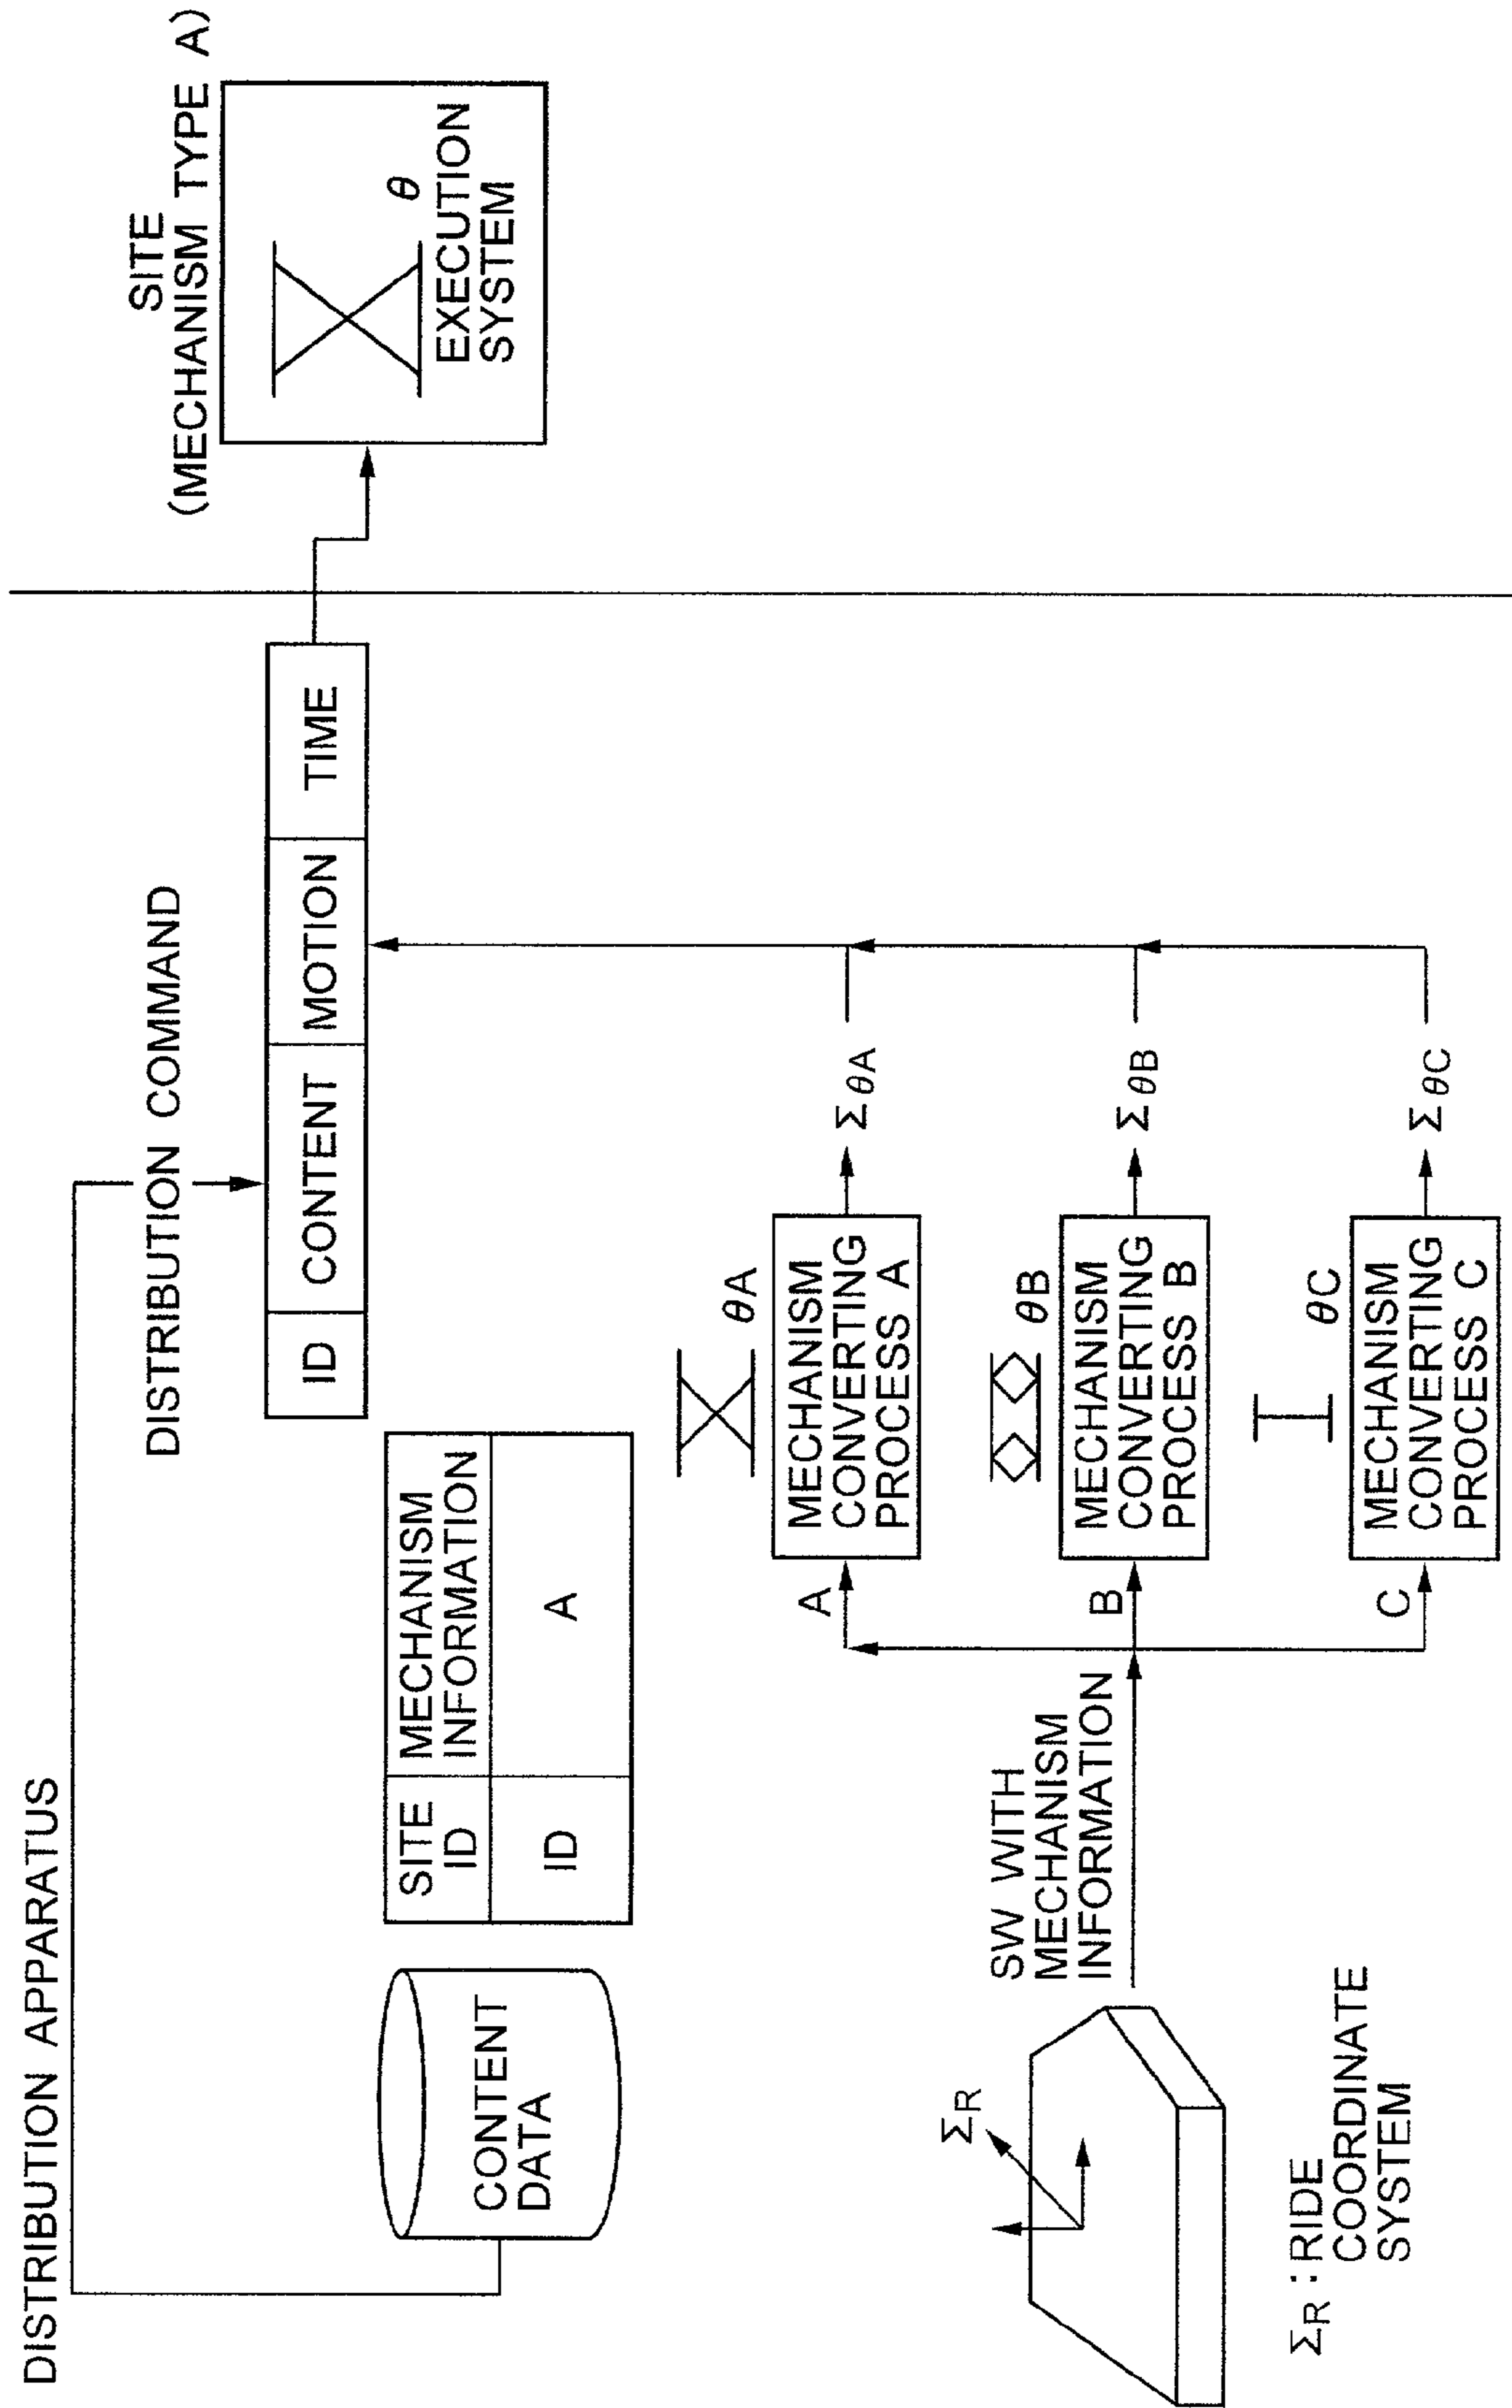 DISTRIBUTION APPARATUS
DISTRIBUTION COMMAND
SITE
(MECHANISM TYPE A)
ID
CONTENT
MOTION
TIME
θ
EXECUTION
SYSTEM
CONTENT
DATA
SITE
ID
MECHANISM
INFORMATION
ID
A
ΣR
ΣR : RIDE
COORDINATE
SYSTEM
SW WITH
MECHANISM
INFORMATION
A
θA
MECHANISM
CONVERTING
PROCESS A
ΣθA
B
θB
MECHANISM
CONVERTING
PROCESS B
ΣθB
C
θC
MECHANISM
CONVERTING
PROCESS C
ΣθC